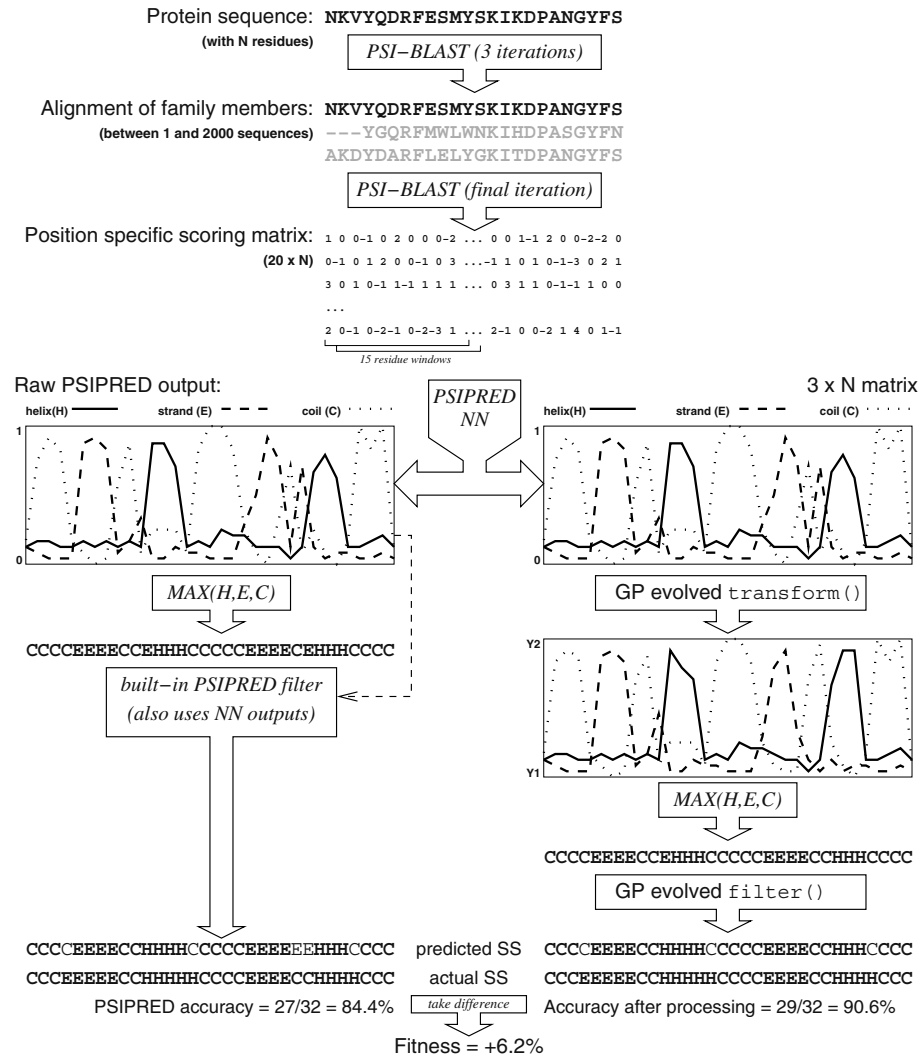 Protein sequence: NKVYQDRFESMYSKIKDPANGYFS
(with N residues)
PSI−BLAST (3 iterations)
Alignment of family members: NKVYQDRFESMYSKIKDPANGYFS
(between 1 and 2000 sequences) ---YGQRFMWLWNKIHDPASGYFN
AKDYDARFLELYGKITDPANGYFS
PSI−BLAST (final iteration)
Position specific scoring matrix: 1 0 0-1 0 2 0 0 0-2 ... 0 0 1-1 2 0 0-2-2 0
(20 x N) 0-1 0 1 2 0 0-1 0 3 ...-1 1 0 1 0-1-3 0 2 1
3 0 1 0-1 1-1 1 1 1 ... 0 3 1 1 0-1-1 1 0 0
...
2 0-1 0-2-1 0-2-3 1 ... 2-1 0 0-2 1 4 0 1-1
15 residue windows
Raw PSIPRED output:
PSIPRED
NN
3 x N matrix
helix(H) strand (E) coil (C)
helix(H) strand (E) coil (C)
1
0
1
0
MAX(H,E,C)
GP evolved transform()
CCCCEEEECCEHHHCCCCCEEEECEHHHCCCC
Y2
Y1
built−in PSIPRED filter
(also uses NN outputs)
MAX(H,E,C)
CCCCEEEECCEHHHCCCCCEEEECCHHHCCCC
GP evolved filter()
CCCCEEEECCHHHHCCCCCEEEEEEHHHCCCC predicted SS CCCCEEEECCHHHHCCCCCEEEECCHHHCCCC
CCCEEEEECCHHHHHCCCCEEEECCHHHHCCC actual SS CCCEEEEECCHHHHHCCCCEEEECCHHHHCCC
PSIPRED accuracy = 27/32 = 84.4% take difference Accuracy after processing = 29/32 = 90.6%
Fitness = +6.2%